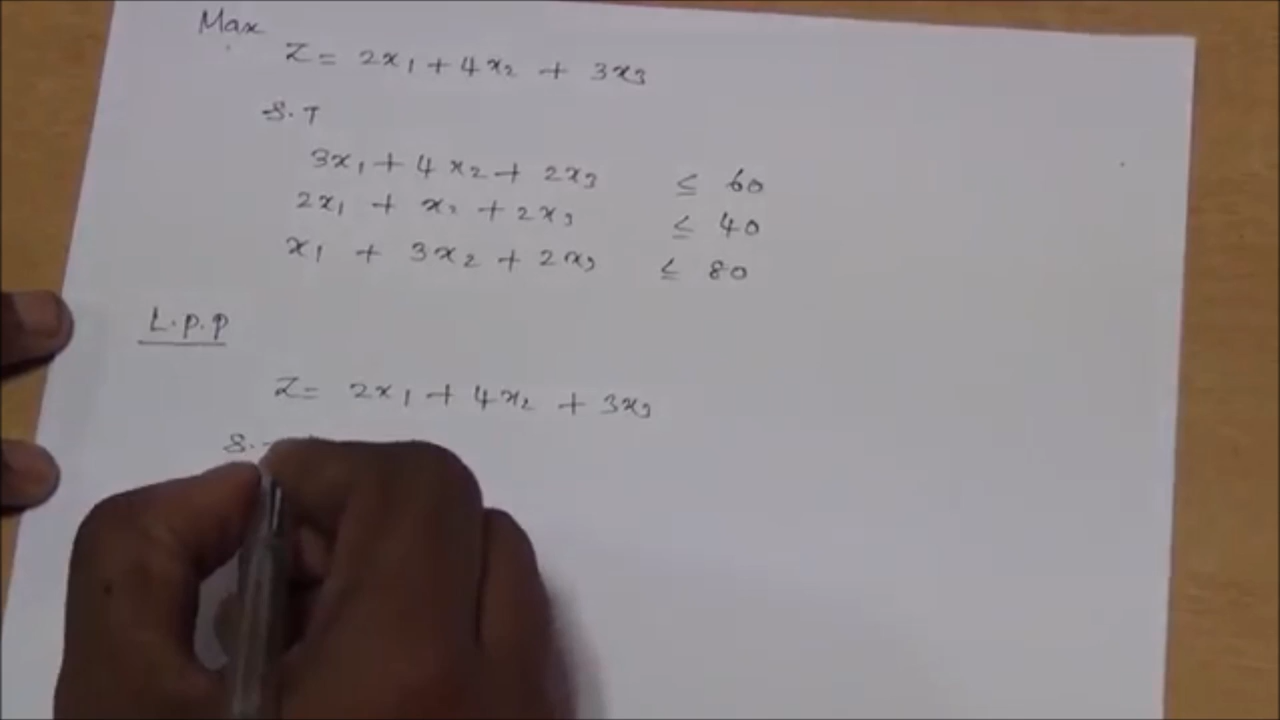 Max
Z = 2x1 + 4x2 + 3x3
S.T
3x1 + 4x2 + 2x3 ≤ 60
2x1 + x2 + 2x3 ≤ 40
x1 + 3x2 + 2x3 ≤ 80
L.P.P
Z = 2x1 + 4x2 + 3x3
S.